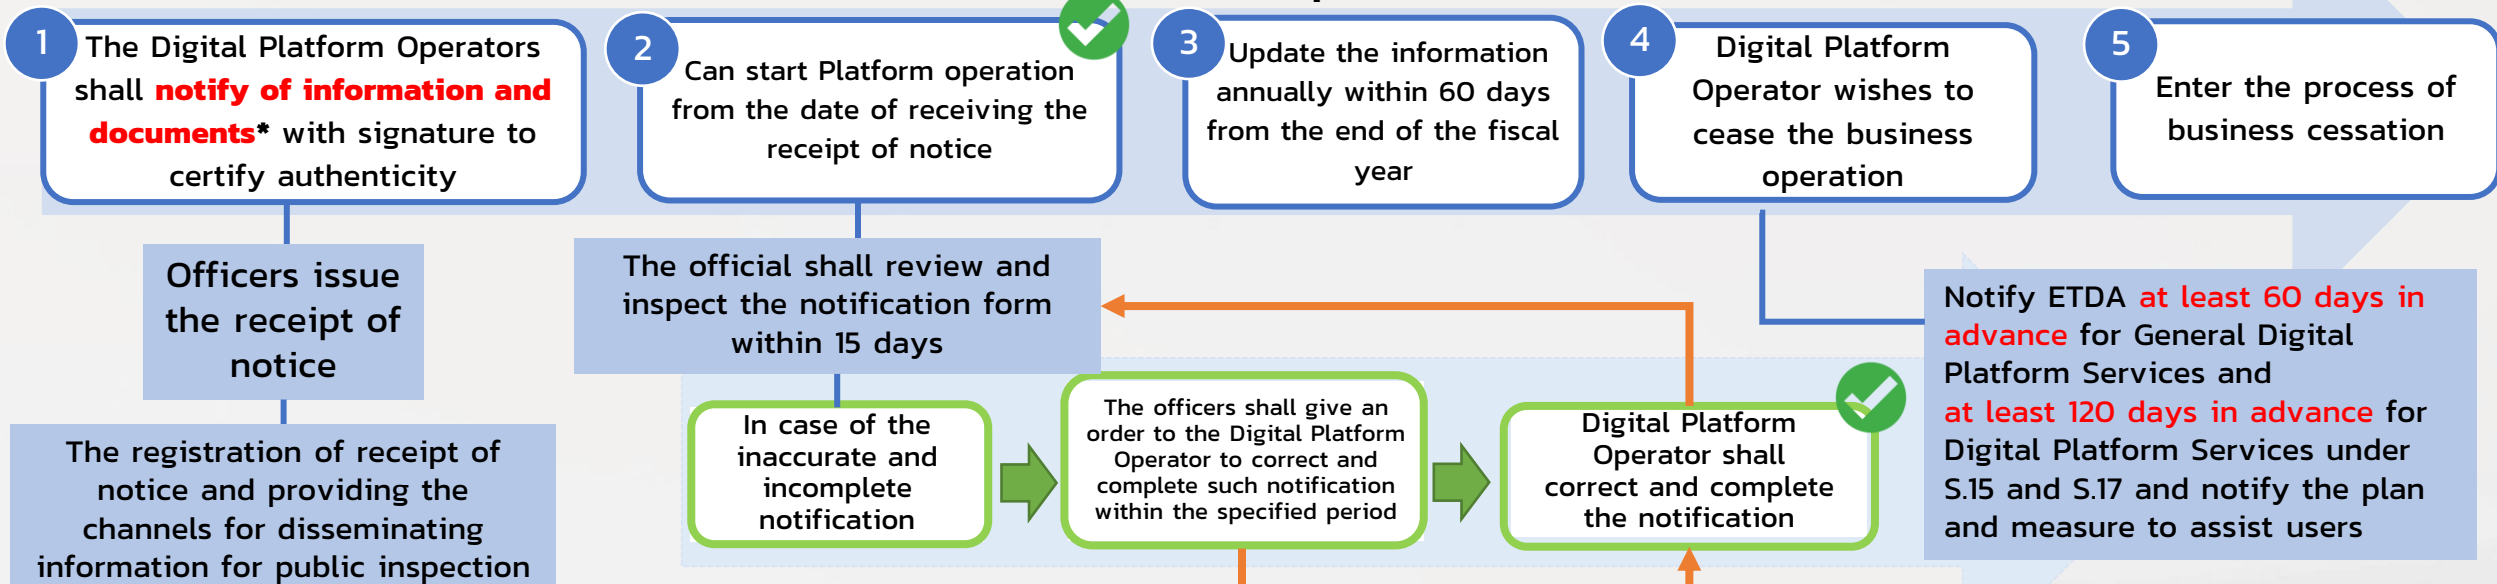 1
The Digital Platform Operators
shall notify of information and
documents* with signature to
certify authenticity
2
Can start Platform operation
from the date of receiving the
receipt of notice
3
Update the information
annually within 60 days
from the end of the fiscal
year
4
Digital Platform
Operator wishes to
cease the business
operation
5
Enter the process of
business cessation
Officers issue
the receipt of
notice
The registration of receipt of
notice and providing the
channels for disseminating
information for public inspection
The official shall review and
inspect the notification form
within 15 days
In case of the
inaccurate and
incomplete
notification
The officers shall give an
order to the Digital Platform
Operator to correct and
complete such notification
within the specified period
Digital Platform
Operator shall
correct and complete
the notification
Notify ETDA at least 60 days in
advance for General Digital
Platform Services and
at least 120 days in advance for
Digital Platform Services under
S.15 and S.17 and notify the plan
and measure to assist users